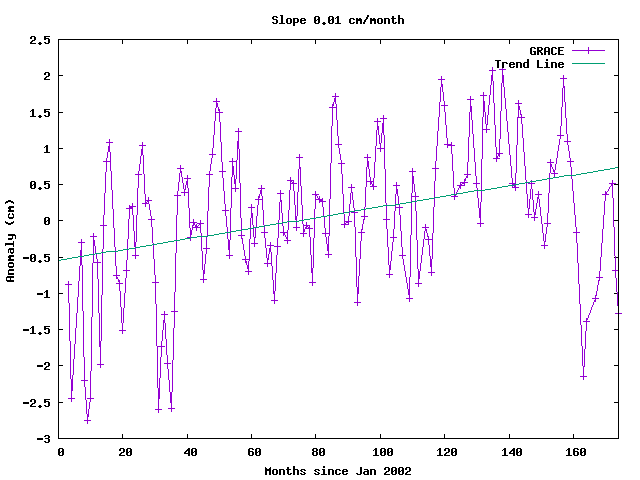 Slope 0.01 cm/month
GRACE
Trend Line
2.5
2
1.5
1
0.5
0
-0.5
-1
-1.5
-2
-2.5
-3
Anomaly (cm)
0 20 40 60 80 100 120 140 160
Months since Jan 2002